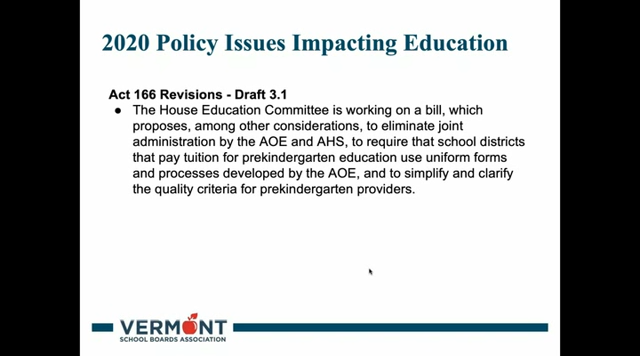 2020 Policy Issues Impacting Education
Act 166 Revisions - Draft 3.1
● The House Education Committee is working on a bill, which
proposes, among other considerations, to eliminate joint
administration by the AOE and AHS, to require that school districts
that pay tuition for prekindergarten education use uniform forms
and processes developed by the AOE, and to simplify and clarify
the quality criteria for prekindergarten providers.
VERMONT
SCHOOL BOARDS ASSOCIATION